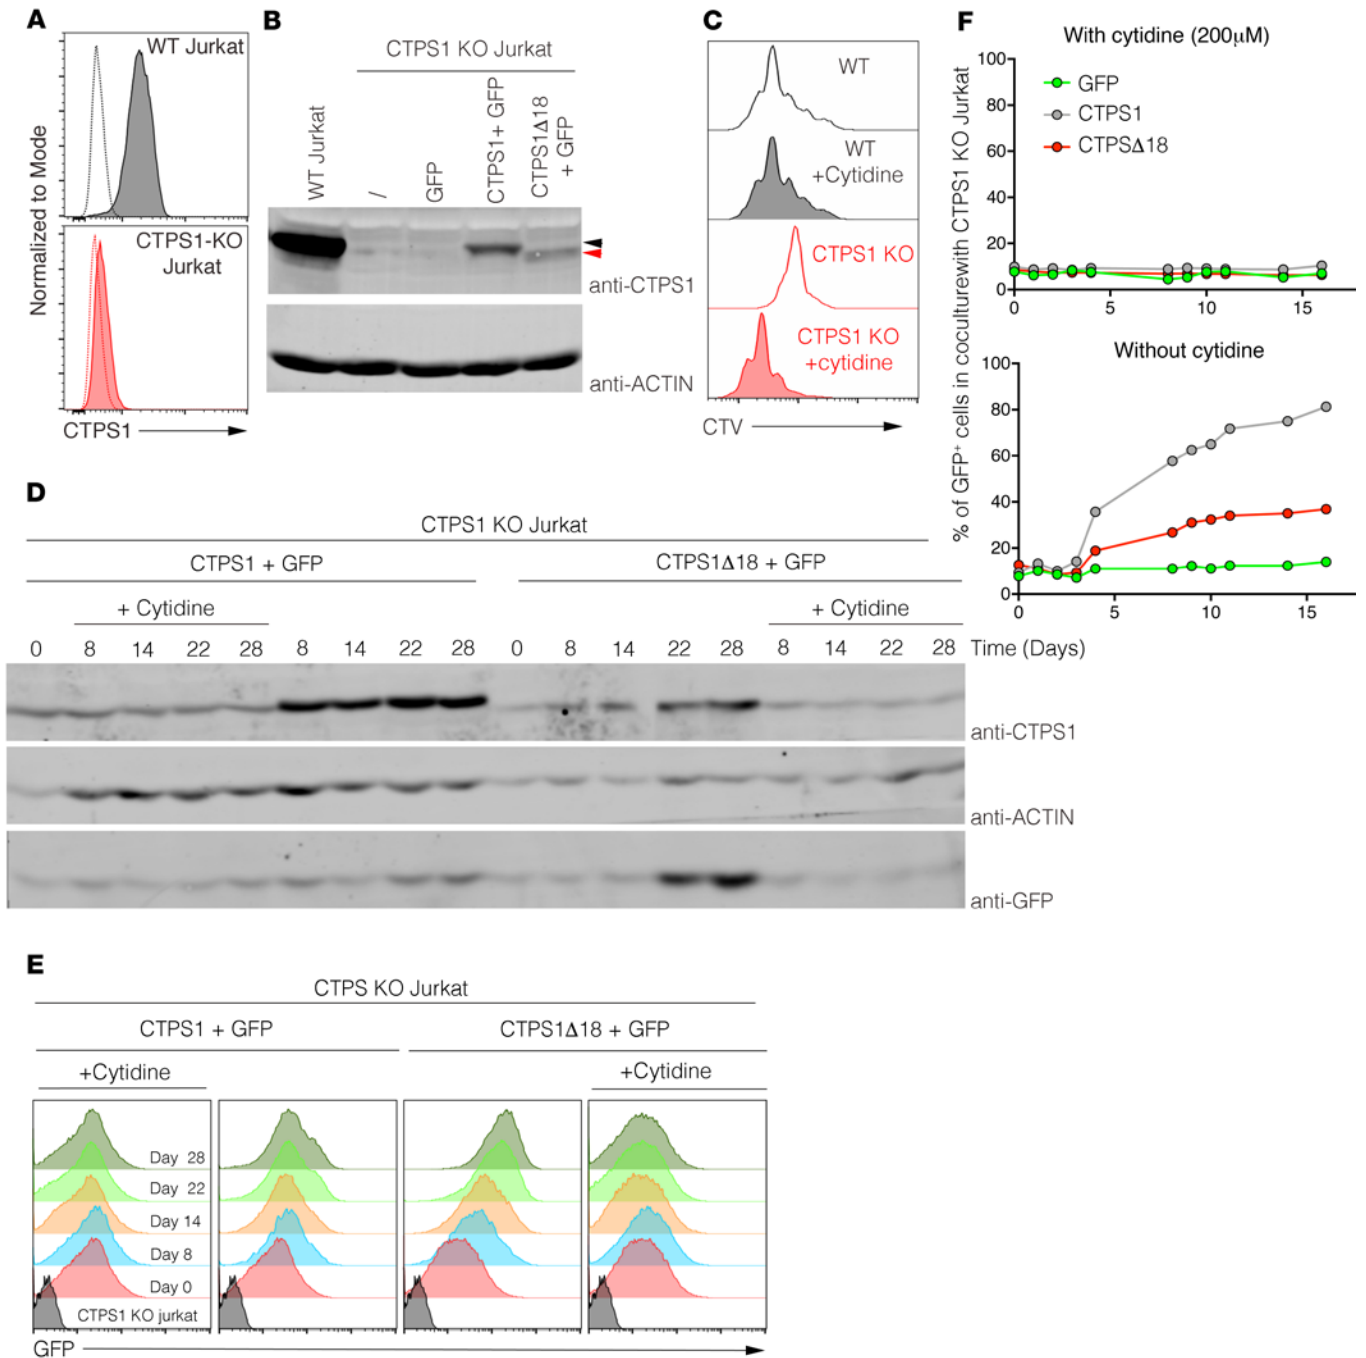 A
WT Jurkat
CTPS1-KO
Jurkat
Normalized to Mode
CTPS1
B
CTPS1 KO Jurkat
WT Jurkat
/
GFP
CTPS1+ GFP
CTPS1Δ18
+ GFP
anti-CTPS1
anti-ACTIN
C
WT
WT
+Cytidine
CTPS1 KO
CTPS1 KO
+cytidine
CTV
F
With cytidine (200μM)
100
80
60
40
20
0
GFP
CTPS1
CTPSΔ18
0 5 10 15
Without cytidine
100
80
60
40
20
0
0 5 10 15
% of GFP+ cells in coculturewith CTPS1 KO Jurkat
D
CTPS1 KO Jurkat
CTPS1 + GFP CTPS1Δ18 + GFP
+ Cytidine + Cytidine
0 8 14 22 28 8 14 22 28 0 8 14 22 28 8 14 22 28 Time (Days)
anti-CTPS1
anti-ACTIN
anti-GFP
E
CTPS KO Jurkat
CTPS1 + GFP CTPS1Δ18 + GFP
+Cytidine +Cytidine
Day 28
Day 22
Day 14
Day 8
Day 0
CTPS1 KO jurkat
GFP